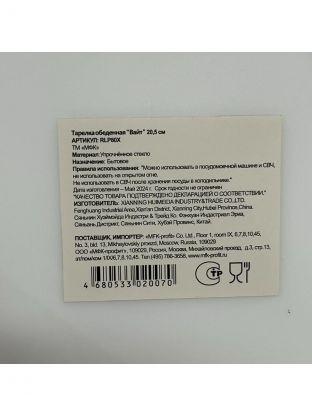 Тарелка обеденная "Вайт" 20,5 см
АРТИКУЛ: RLP80X
ТМ «МФК»
Материал: Упрочнённое стекло
Назначение: Бытовое
Правила использования: "Можно использовать в посудомоечной машине и СВЧ,
не использовать на открытом огне,
Не использовать в СВЧ после использования в холодильнике."
Дата изготовления - Май 2024 г. Срок годности не ограничен
"КАЧЕСТВО ТОВАРА ПОДТВЕРЖДЕНО ДЕКЛАРАЦИЕЙ О СООТВЕТСТВИИ."
ИЗГОТОВИТЕЛЬ: XIANNING HUIMEIDA INDUSTRY&TRADE CO.,LTD.
Fenghuang Industrial Area, Xiantan District, Xianning City, Hubei Province, China
Сяньнин Хуэймэйда Индастри & Трейд Ко. Фэнхуан Индастриал Эриа,
Сяньань Дистрикт, Сяньнин Сити, Хубэй Провинс, Китай
ПОСТАВЩИК, ИМПОРТЕР: «MFK-profit» Co. Ltd., Floor 1, room IX, 6,7,8,10,45,
No. 3, bld. 13, Mikhaylovskiy proezd, Moscow, Russia, 109029
ООО «МФК-профит», 109029, Россия, Москва, Михайловский проезд, д.3, стр.13,
эт/пом/ком 1/IX/6,7,8,10,45. Тел (495) 786-3658, www.mfk-profit.ru
4 680533 020070